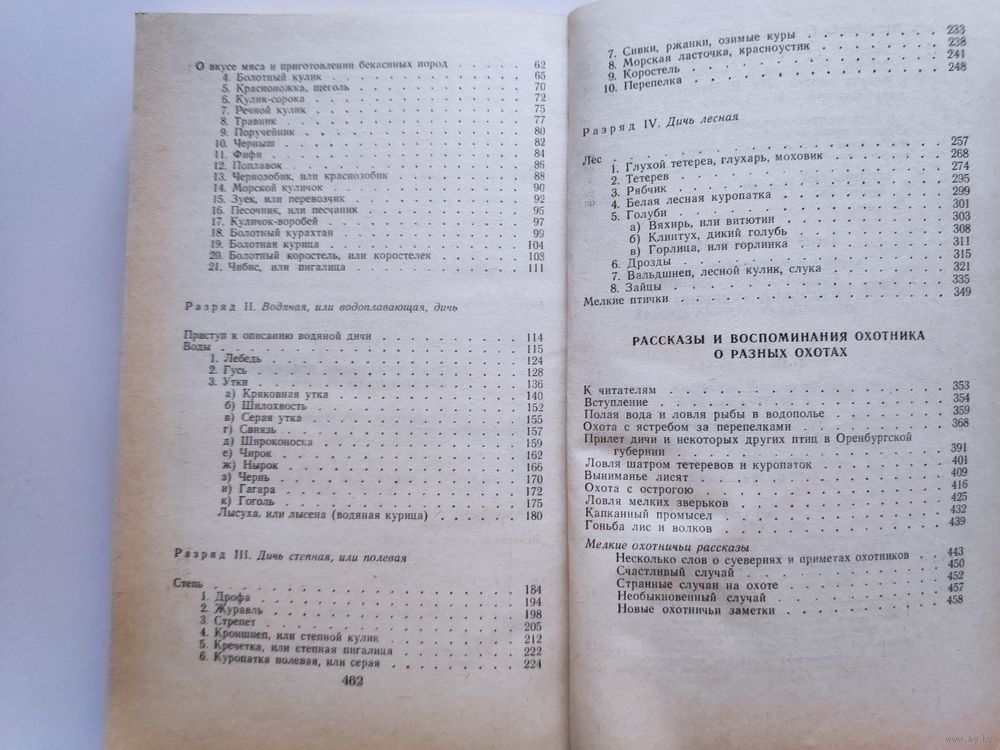 О вкусе мяса и приготовлении бекасиных пород 62
4. Болотный кулик 65
5. Красноножка, щеголь 70
6. Кулик-сорока 72
7. Речной кулик 75
8. Травник 77
9. Поручейник 80
10. Черныш 82
11. Фифи 84
12. Поплавок 86
13. Чернозобик, или краснозобик 88
14. Морской куличок 90
15. Зуек, или перевозчик 92
16. Песочник, или песчаник 95
17. Куличок-воробей 97
18. Болотный курахтан 99
19. Болотная курица 104
20. Болотный коростель, или коростелек 108
21. Чибис, или пигалица 111
Разряд II. Водяная, или водоплавающая, дичь
Приступ к описанию водяной дичи 114
Воды 115
1. Лебедь 124
2. Гусь 128
3. Утки 136
а) Кряковная утка 140
б) Шилохвость 152
в) Серая утка 155
г) Свиязь 157
д) Широконоска 159
е) Чирок 162
ж) Нырок 166
з) Чернь 170
и) Гагара 172
к) Гоголь 175
Лысуха, или лысена (водяная курица) 180
Разряд III. Дичь степная, или полевая
Степь 184
1. Дрофа 194
2. Журавль 198
3. Стрепет 205
4. Кроншнеп, или степной кулик 212
5. Кречетка, или степная пигалица 222
6. Куропатка полевая, или серая 224
462
7. Сивки, ржанки, озимые куры 233
8. Морская ласточка, красноустик 238
9. Коростель 241
10. Перепелка 248
Разряд IV. Дичь лесная
Лес 257
1. Глухой тетерев, глухарь, моховик 268
2. Тетерев 274
3. Рябчик 295
4. Белая лесная куропатка 299
5. Голуби 301
а) Вяхирь, или витютин 303
б) Клинтух, дикий голубь 308
в) Горлица, или горлинка 311
6. Дрозды 315
7. Вальдшнеп, лесной кулик, слука 321
8. Зайцы 335
Мелкие птички 349
РАССКАЗЫ И ВОСПОМИНАНИЯ ОХОТНИКА
О РАЗНЫХ ОХОТАХ
К читателям 353
Вступление 354
Полая вода и ловля рыбы в водополье 359
Охота с ястребом за перепелками 368
Прилет дичи и некоторых других птиц в Оренбургской
губернии 391
Ловля шатром тетеревов и куропаток 401
Выниманье лисят 409
Охота с острогою 416
Ловля мелких зверьков 425
Капканный промысел 432
Гоньба лис и волков 439
Мелкие охотничьи рассказы
Несколько слов о суевериях и приметах охотников 443
Счастливый случай 450
Странные случаи на охоте 452
Необыкновенный случай 457
Новые охотничьи заметки 458
www.ay.by